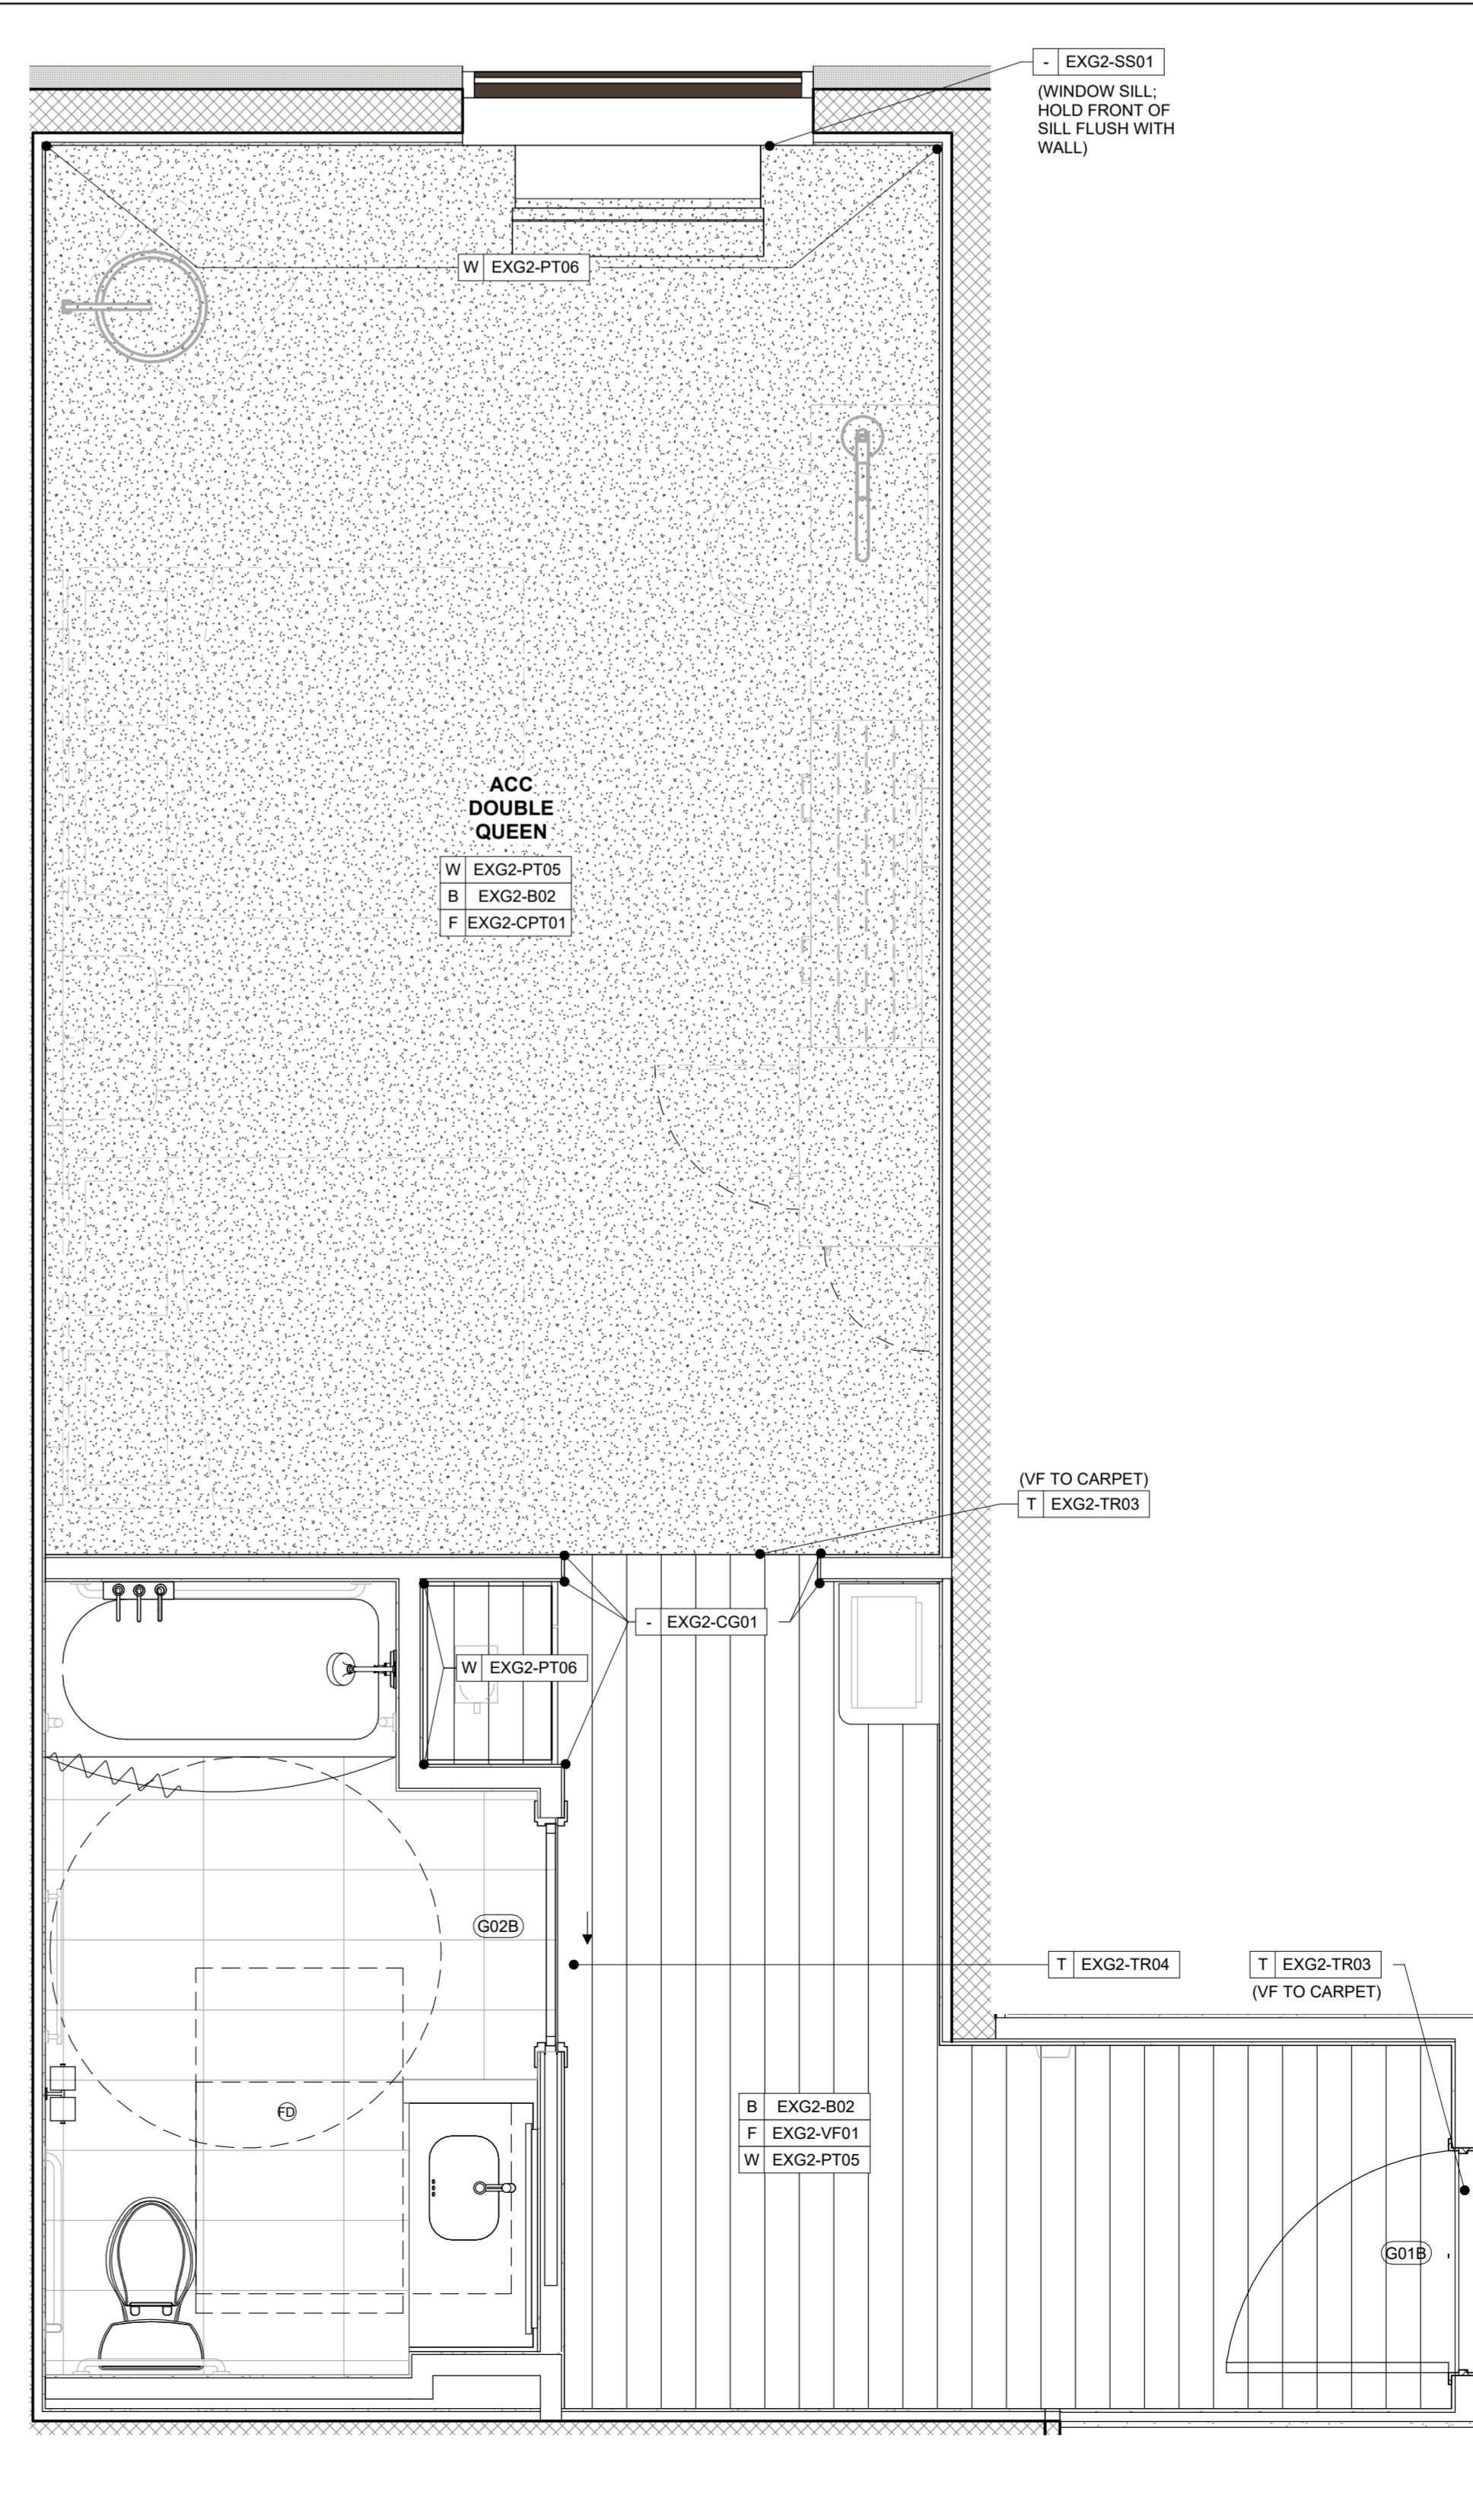 - EXG2-SS01
(WINDOW SILL;
HOLD FRONT OF
SILL FLUSH WITH
WALL)
W EXG2-PT06
ACC
DOUBLE
QUEEN
W EXG2-PT05
B EXG2-B02
F EXG2-CPT01
(VF TO CARPET)
T EXG2-TR03
- EXG2-CG01
W EXG2-PT06
G02B
T EXG2-TR04
T EXG2-TR03
(VF TO CARPET)
FD
B EXG2-B02
F EXG2-VF01
W EXG2-PT05
G01B